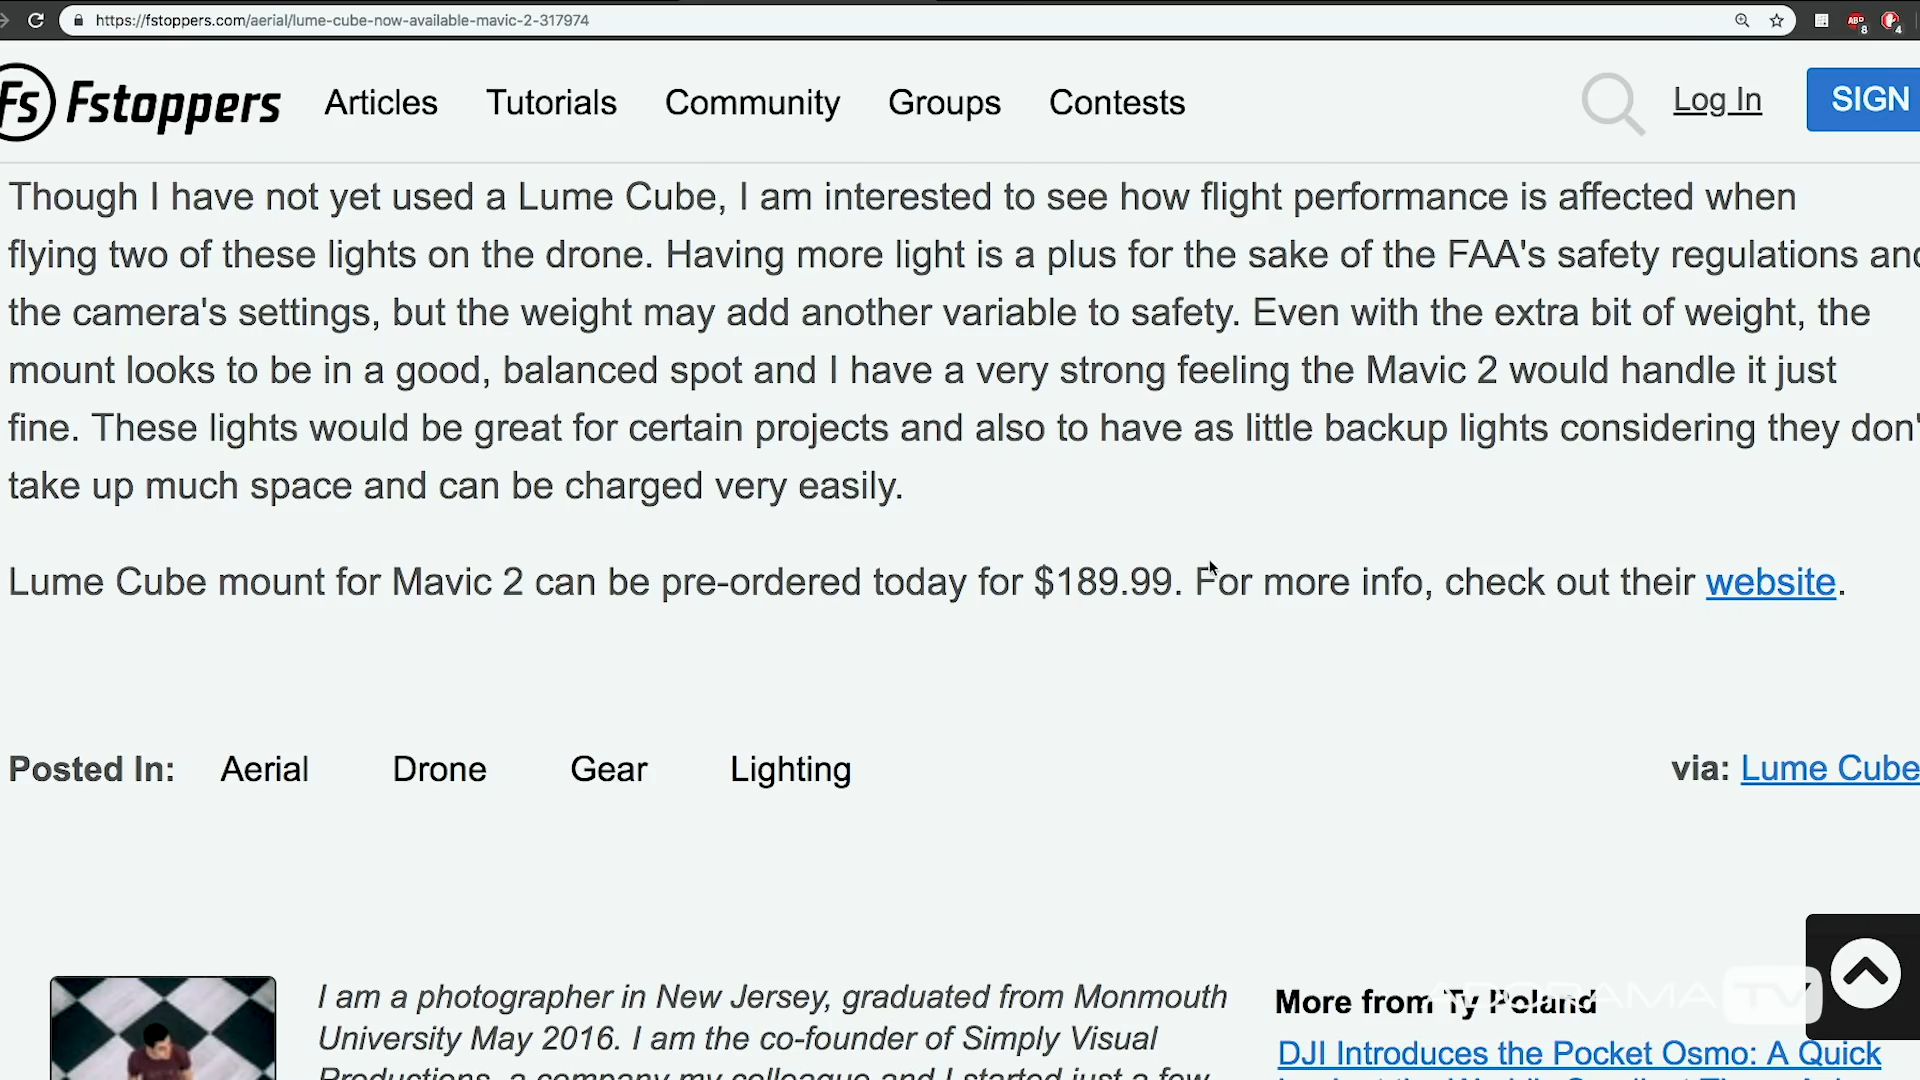 https://fstoppers.com/aerial/lume-cube-now-available-mavic-2-317974
ABP 8
4
Fs Fstoppers
Articles
Tutorials
Community
Groups
Contests
Log In
SIGN
Though I have not yet used a Lume Cube, I am interested to see how flight performance is affected when
flying two of these lights on the drone. Having more light is a plus for the sake of the FAA's safety regulations and
the camera's settings, but the weight may add another variable to safety. Even with the extra bit of weight, the
mount looks to be in a good, balanced spot and I have a very strong feeling the Mavic 2 would handle it just
fine. These lights would be great for certain projects and also to have as little backup lights considering they don'
take up much space and can be charged very easily.
Lume Cube mount for Mavic 2 can be pre-ordered today for $189.99. For more info, check out their website.
Posted In:
Aerial
Drone
Gear
Lighting
via: Lume Cube
I am a photographer in New Jersey, graduated from Monmouth
University May 2016. I am the co-founder of Simply Visual
Productions, a company my colleague and I started just a few
More from Ty Poland
ADORAMA TV
DJI Introduces the Pocket Osmo: A Quick